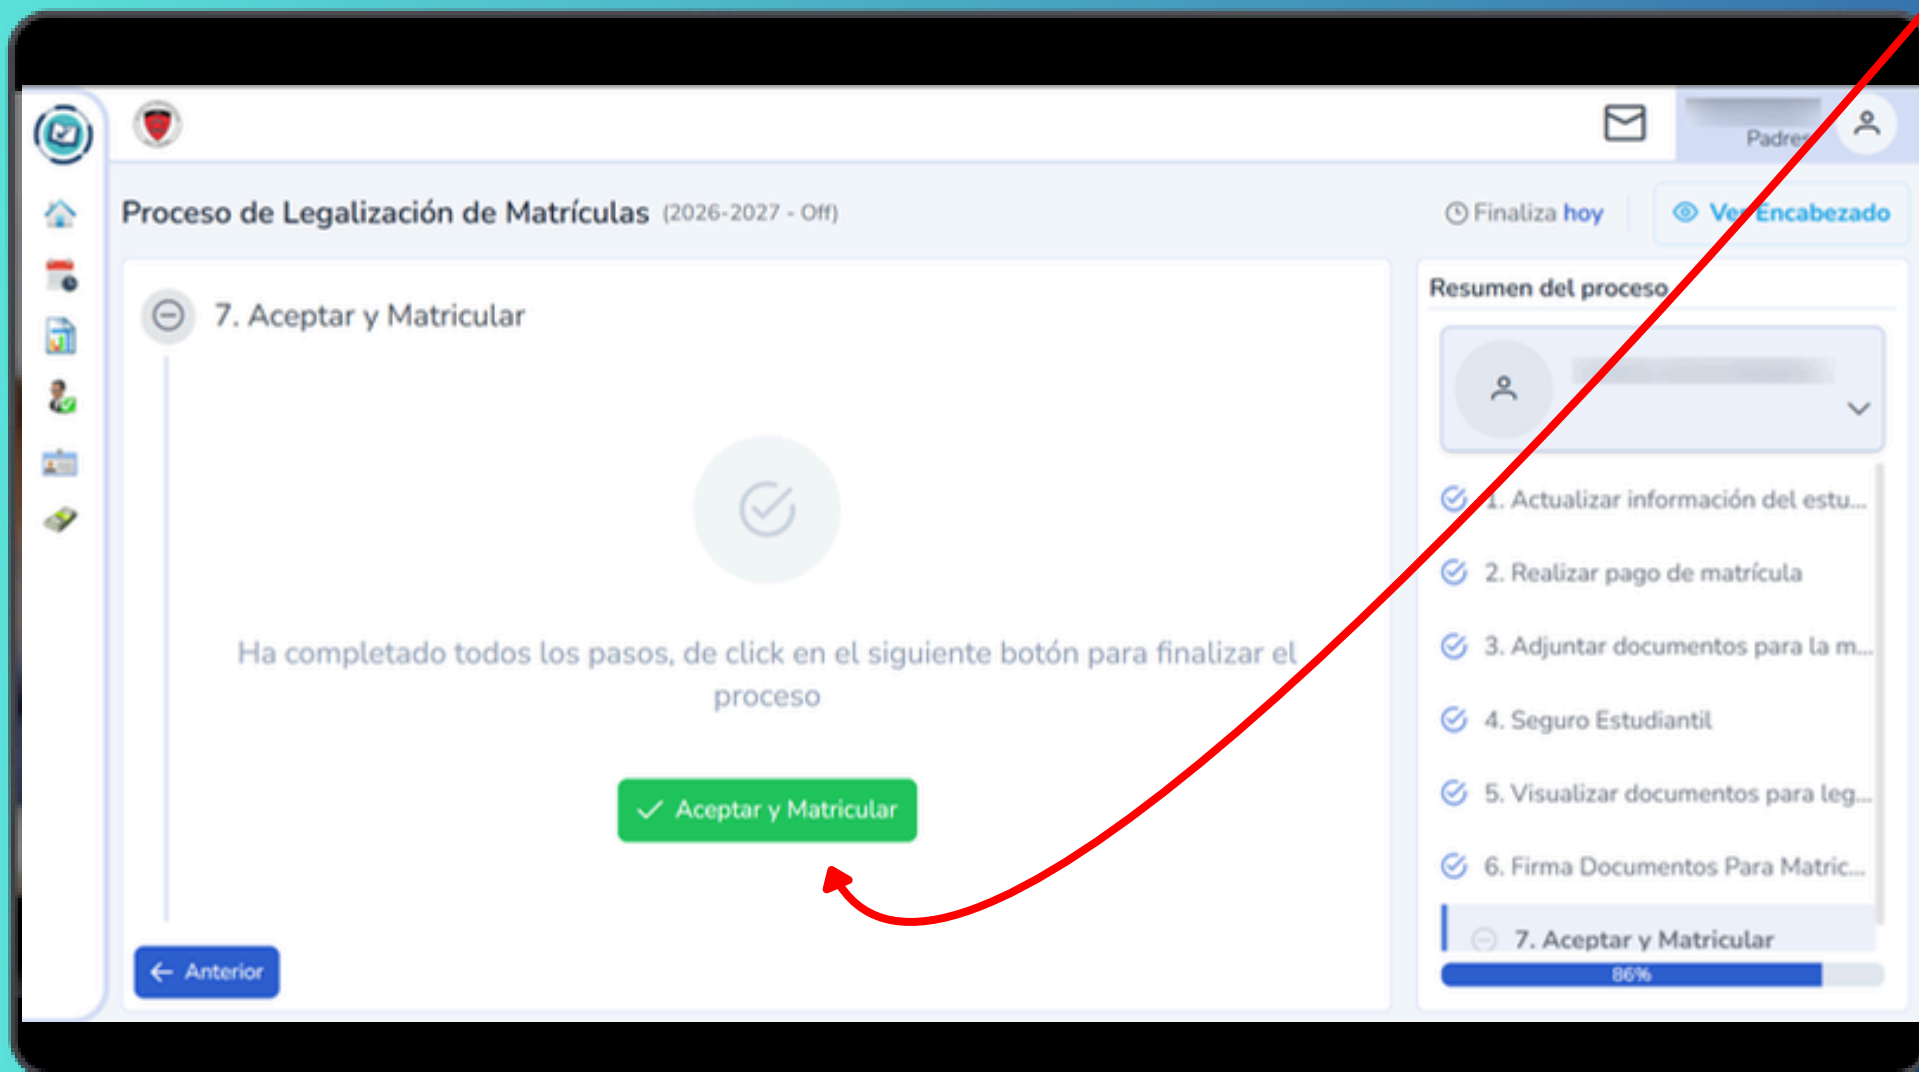 Padres
Proceso de Legalización de Matrículas (2026-2027 - Off)
Finaliza hoy
Ver Encabezado
7. Aceptar y Matricular
Ha completado todos los pasos, de click en el siguiente botón para finalizar el
proceso
Aceptar y Matricular
Anterior
Resumen del proceso
1. Actualizar información del estu...
2. Realizar pago de matrícula
3. Adjuntar documentos para la m...
4. Seguro Estudiantil
5. Visualizar documentos para leg...
6. Firma Documentos Para Matric...
7. Aceptar y Matricular
86%